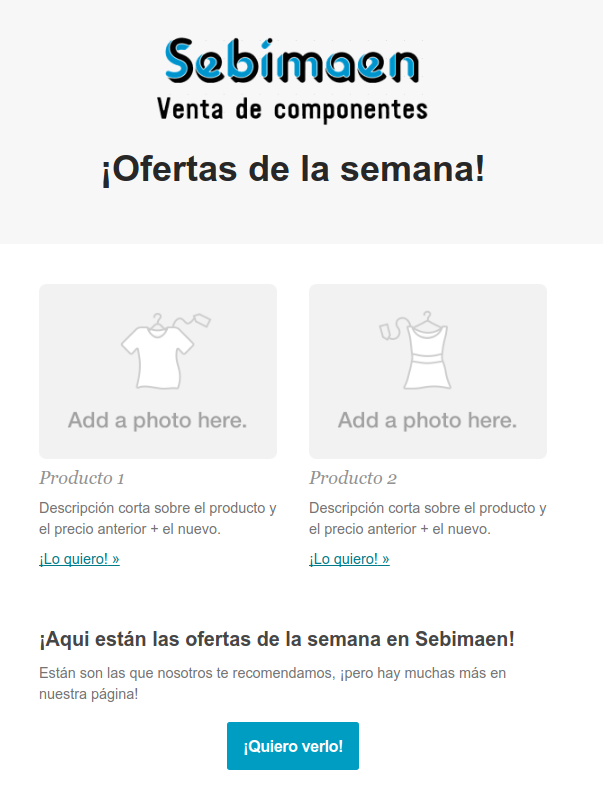 Sebimaen
Venta de componentes
¡Ofertas de la semana!
Add a photo here.
Add a photo here.
Producto 1
Descripción corta sobre el producto y
el precio anterior + el nuevo.
¡Lo quiero! »
Producto 2
Descripción corta sobre el producto y
el precio anterior + el nuevo.
¡Lo quiero! »
¡Aqui están las ofertas de la semana en Sebimaen!
Están son las que nosotros te recomendamos, ¡pero hay muchas más en
nuestra página!
¡Quiero verlo!